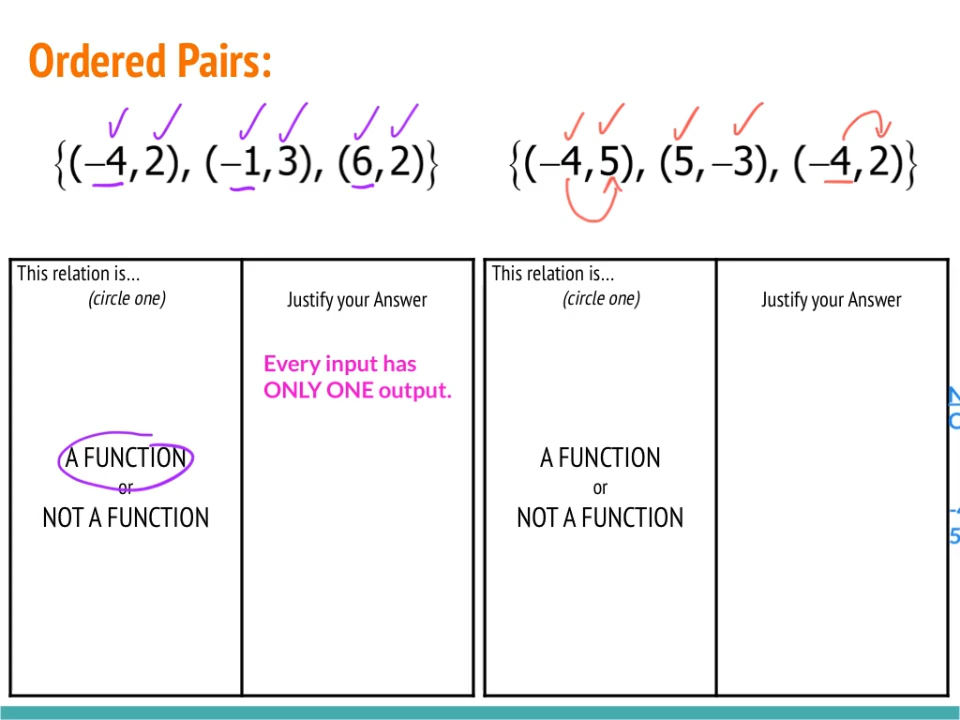 Ordered Pairs:
{(−4,2), (−1,3), (6,2)}
{(−4,5), (5,−3), (−4,2)}
This relation is...
(circle one)
A FUNCTION
or
NOT A FUNCTION
Justify your Answer
Every input has
ONLY ONE output.
This relation is...
(circle one)
A FUNCTION
or
NOT A FUNCTION
Justify your Answer